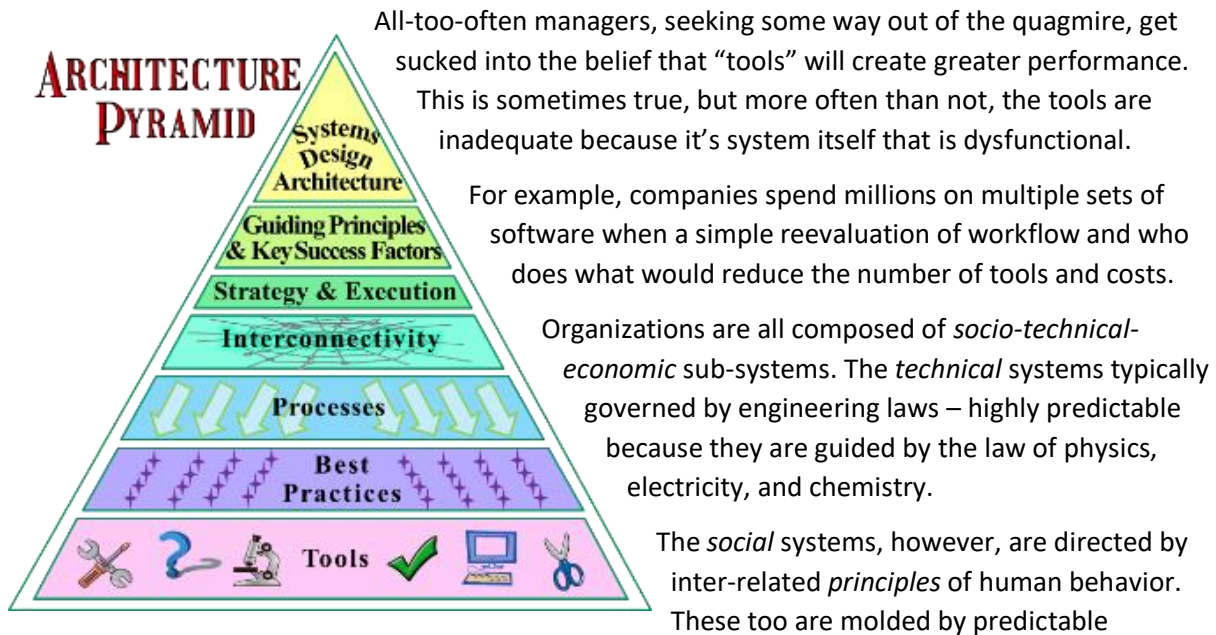 ARCHITECTURE
PYRAMID
Systems
Design
Architecture
Guiding Principles
& Key Success Factors
Strategy & Execution
Interconnectivity
Processes
Best
Practices
Tools
All-too-often managers, seeking some way out of the quagmire, get
sucked into the belief that “tools” will create greater performance.
This is sometimes true, but more often than not, the tools are
inadequate because it’s system itself that is dysfunctional.
For example, companies spend millions on multiple sets of
software when a simple reevaluation of workflow and who
does what would reduce the number of tools and costs.
Organizations are all composed of socio-technical-
economic sub-systems. The technical systems typically
governed by engineering laws – highly predictable
because they are guided by the law of physics,
electricity, and chemistry.
The social systems, however, are directed by
inter-related principles of human behavior.
These too are molded by predictable